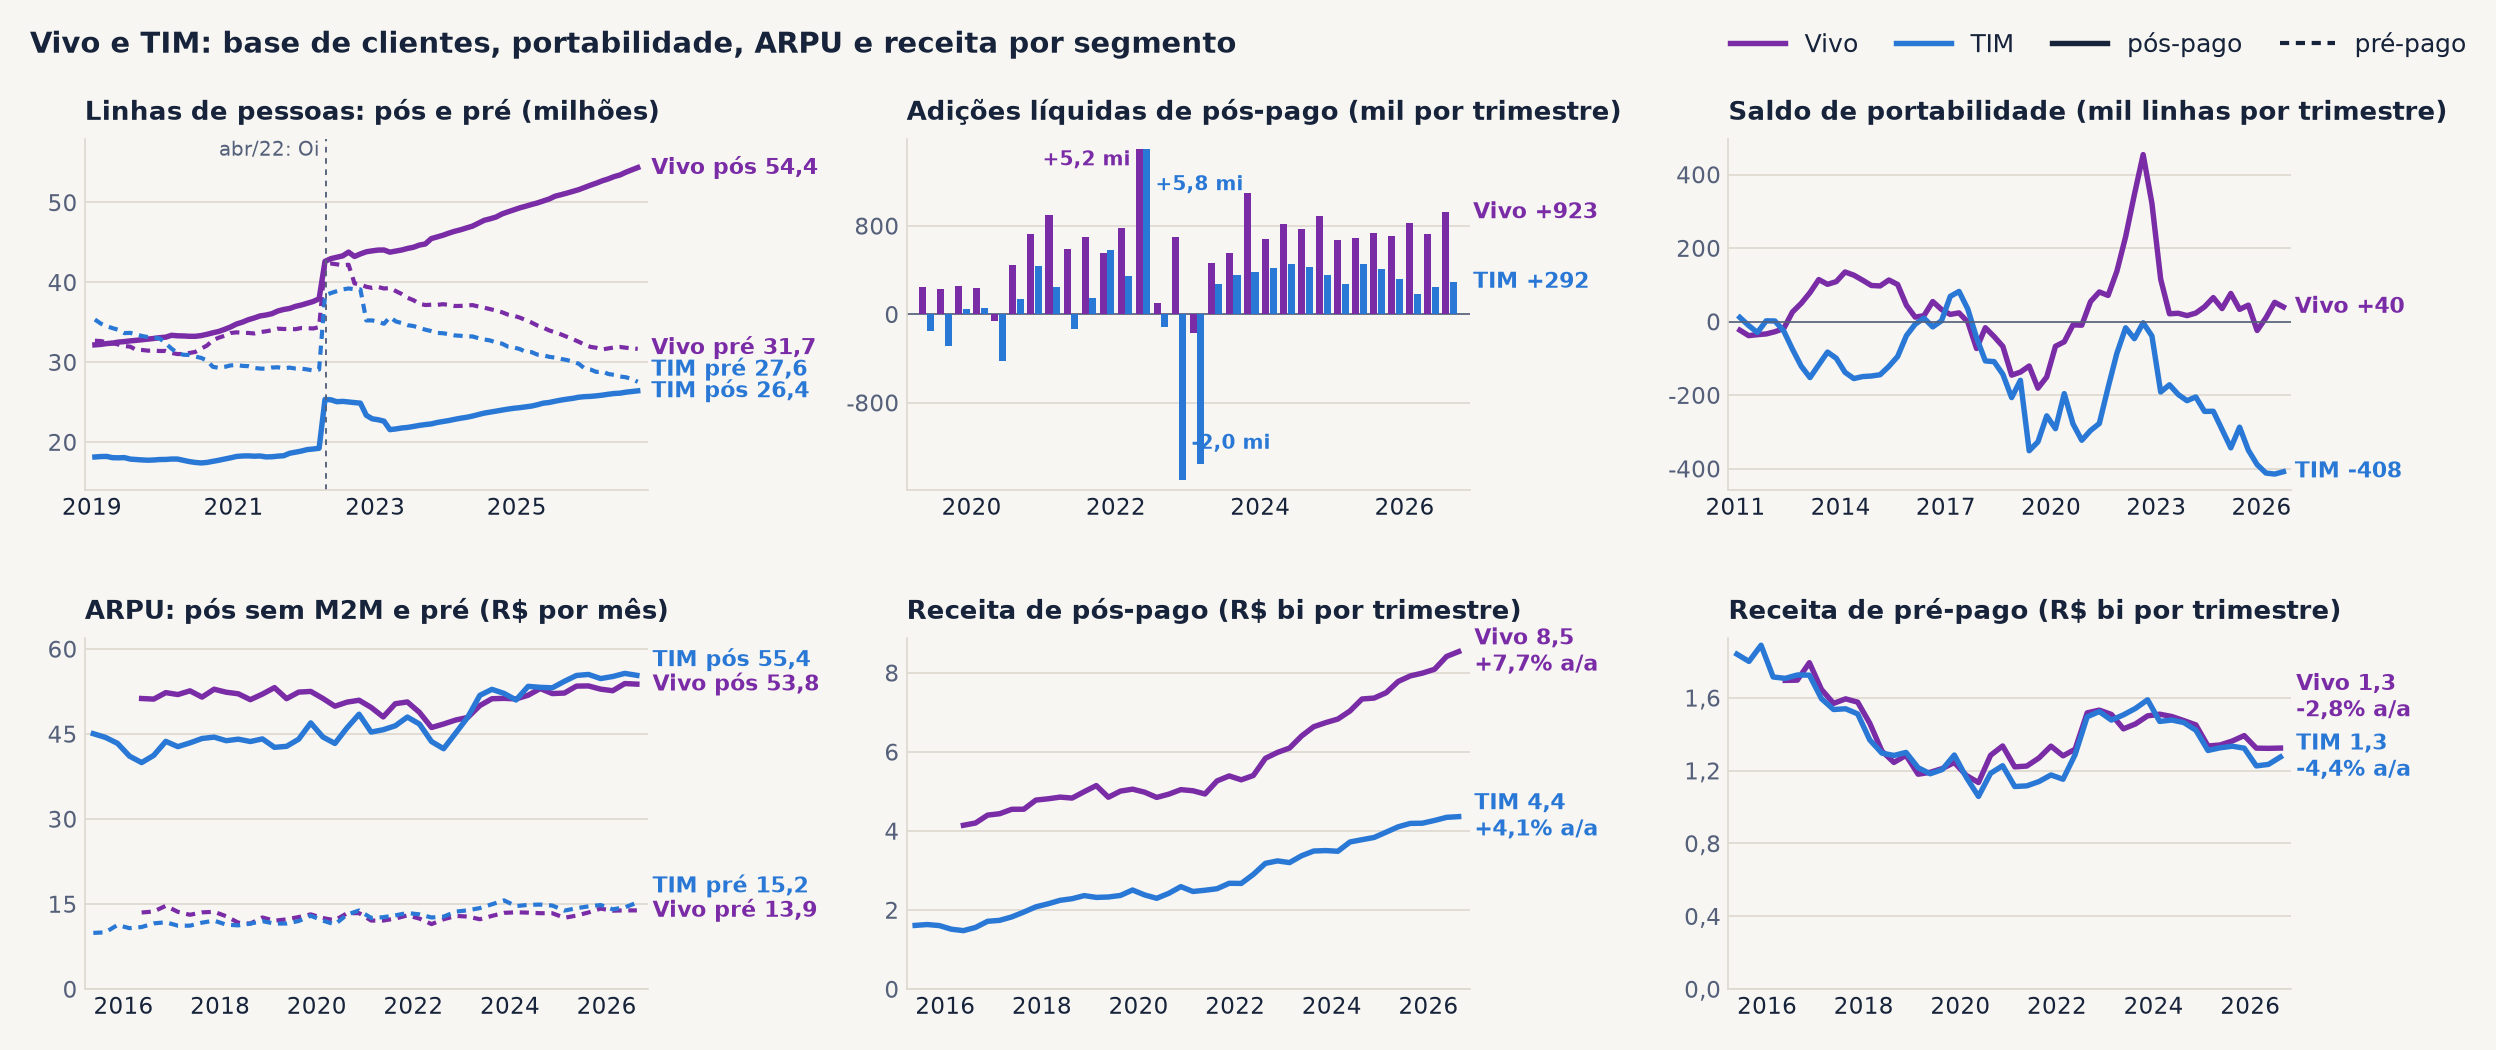 Vivo e TIM: base de clientes, portabilidade, ARPU e receita por segmento
Vivo TIM pós-pago pré-pago
Linhas de pessoas: pós e pré (milhões)
abr/22: Oi
50
40
30
20
Vivo pós 54,4
Vivo pré 31,7
TIM pré 27,6
TIM pós 26,4
2019 2021 2023 2025
Adições líquidas de pós-pago (mil por trimestre)
+5,2 mi
+5,8 mi
800
0
-800
Vivo +923
TIM +292
-2,0 mi
2020 2022 2024 2026
Saldo de portabilidade (mil linhas por trimestre)
400
200
0
-200
-400
Vivo +40
TIM -408
2011 2014 2017 2020 2023 2026
ARPU: pós sem M2M e pré (R$ por mês)
60
45
30
15
0
TIM pós 55,4
Vivo pós 53,8
TIM pré 15,2
Vivo pré 13,9
2016 2018 2020 2022 2024 2026
Receita de pós-pago (R$ bi por trimestre)
8
6
4
2
0
Vivo 8,5
+7,7% a/a
TIM 4,4
+4,1% a/a
2016 2018 2020 2022 2024 2026
Receita de pré-pago (R$ bi por trimestre)
1,6
1,2
0,8
0,4
0,0
Vivo 1,3
-2,8% a/a
TIM 1,3
-4,4% a/a
2016 2018 2020 2022 2024 2026